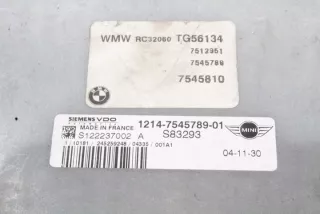 WMW RC32060 TG56134
7512351
7545788
7545810
SIEMENS VDO
MADE IN FRANCE
1214-7545789-01
S122237002 A S83293
MINI
04-11-30